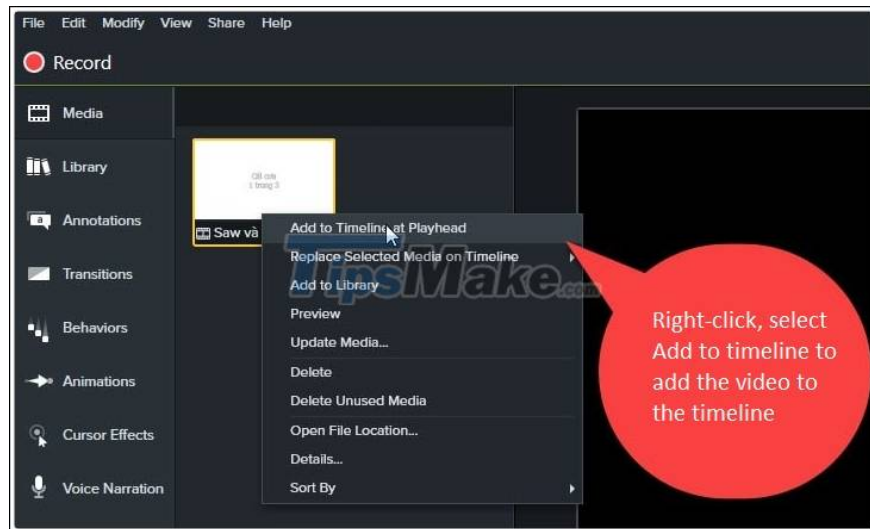 File Edit Modify View Share Help
Record
Media
Library
Annotations
Transitions
Behaviors
Animations
Cursor Effects
Voice Narration
1 trong 3
Saw và
Add to Timeline at Playhead
Replace Selected Media on Timeline
Add to Library
Preview
Update Media...
Delete
Delete Unused Media
Open File Location...
Details...
Sort By
TipsMake.com
Right-click, select
Add to timeline to
add the video to
the timeline